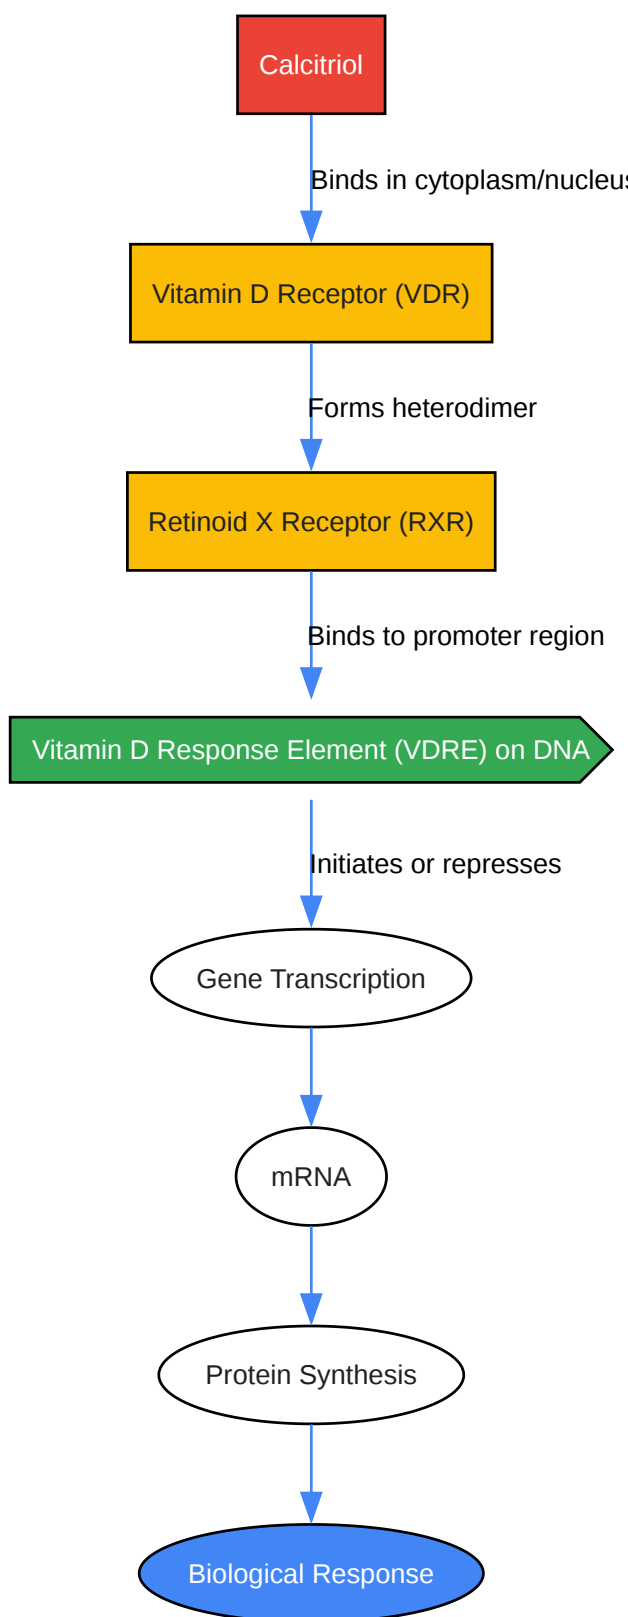 Calcitriol
Binds in cytoplasm/nucleus
Vitamin D Receptor (VDR)
Forms heterodimer
Retinoid X Receptor (RXR)
Binds to promoter region
Vitamin D Response Element (VDRE) on DNA
Initiates or represses
Gene Transcription
mRNA
Protein Synthesis
Biological Response